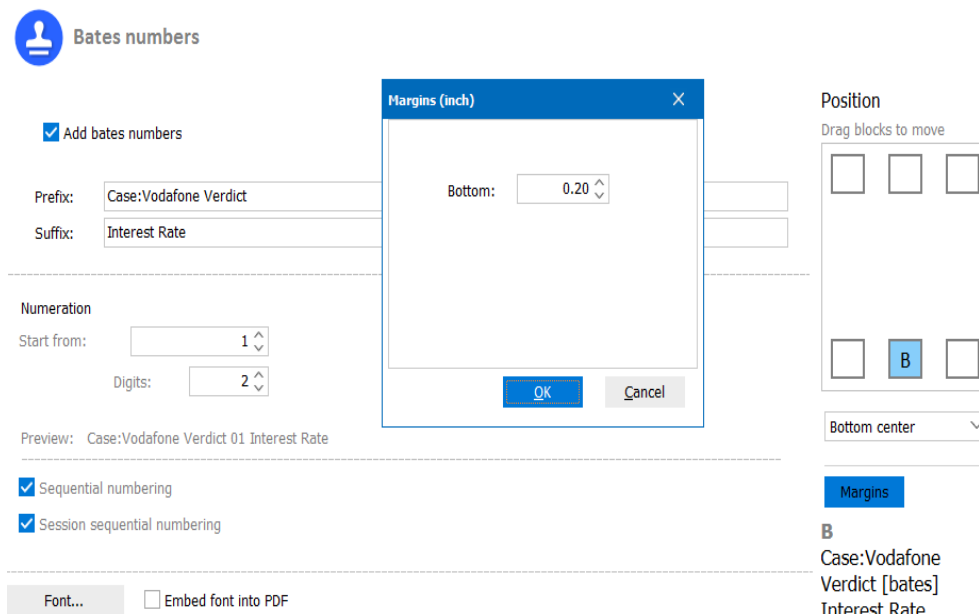 Bates numbers
Margins (inch)
Add bates numbers
Prefix: Case:Vodafone Verdict
Suffix: Interest Rate
Bottom: 0.20
OK Cancel
Numeration
Start from: 1
Digits: 2
Preview: Case:Vodafone Verdict 01 Interest Rate
Sequential numbering
Session sequential numbering
Font... Embed font into PDF
Position
Drag blocks to move
B
Bottom center
Margins
B
Case:Vodafone
Verdict [bates]
Interest Rate